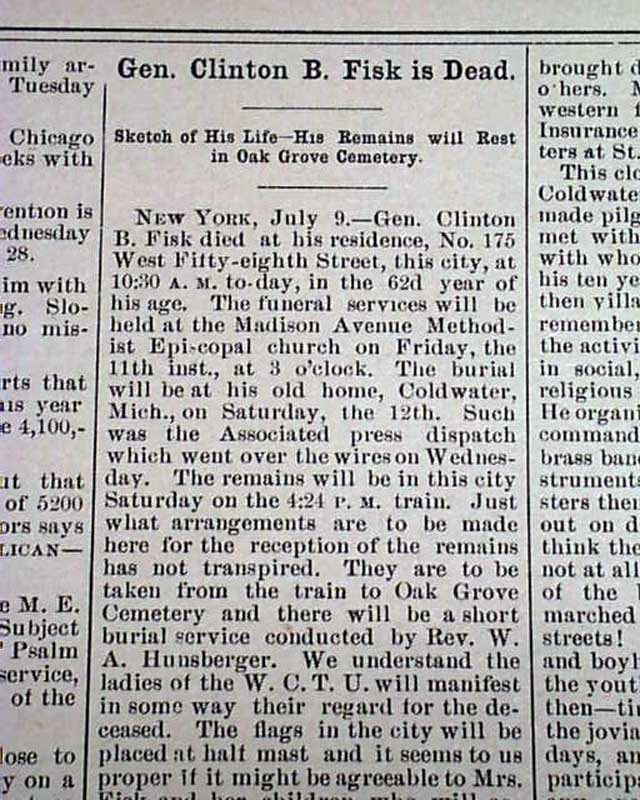 mily ar-
Tuesday
Chicago
eks with
ention is
ednesday
28.
im with
g. Slo-
no mis-
rts that
his year
e 4,100,-
ut that
of 5200
ors says
LICAN—
e M. E.
Subject
Psalm
service,
of the
lose to
y on a
Gen. Clinton B. Fisk is Dead.
Sketch of His Life—His Remains will Rest
in Oak Grove Cemetery.
NEW YORK, July 9.—Gen. Clinton
B. Fisk died at his residence, No. 175
West Fifty-eighth Street, this city, at
10:30 A. M. to-day, in the 62d year of
his age. The funeral services will be
held at the Madison Avenue Method-
ist Epi-copal church on Friday, the
11th inst., at 3 o'clock. The burial
will be at his old home, Coldwater,
Mich., on Saturday, the 12th. Such
was the Associated press dispatch
which went over the wires on Wednes-
day. The remains will be in this city
Saturday on the 4:24 P. M. train. Just
what arrangements are to be made
here for the reception of the remains
has not transpired. They are to be
taken from the train to Oak Grove
Cemetery and there will be a short
burial service conducted by Rev. W.
A. Hunsberger. We understand the
ladies of the W. C. T. U. will manifest
in some way their regard for the de-
ceased. The flags in the city will be
placed at half mast and it seems to us
proper if it might be agreeable to Mrs.
Fisk and her children who will
brought
o hers. M
western
Insurance
ters at St.
This clo
Coldwate
made pilg
met with
with who
his ten ye
then villa
remember
the activi
in social,
religious
He organi
command
brass ban
struments
sters the
out on d
think the
not at all
of the
marched
streets!
and boyh
the yout
then—ti
the jovia
days, an
particip